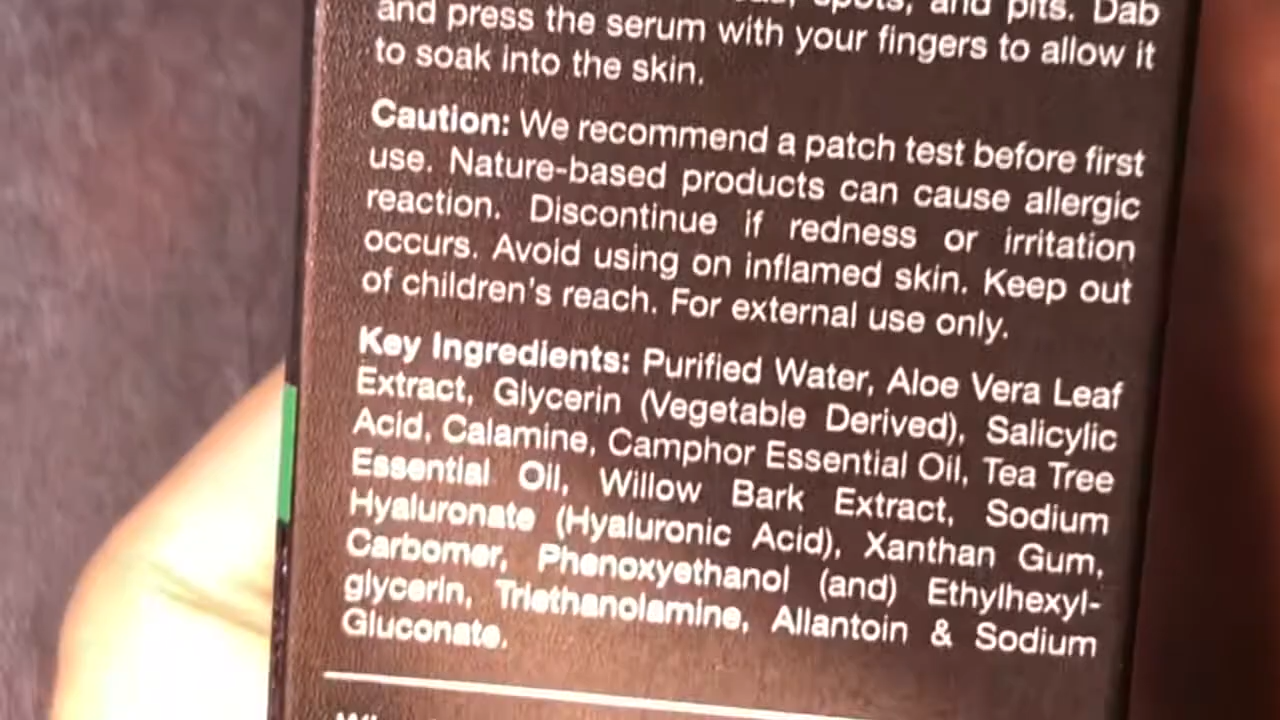 spots, and pits. Dab
and press the serum with your fingers to allow it
to soak into the skin.
Caution: We recommend a patch test before first
use. Nature-based products can cause allergic
reaction. Discontinue if redness or irritation
occurs. Avoid using on inflamed skin. Keep out
of children's reach. For external use only.
Key Ingredients: Purified Water, Aloe Vera Leaf
Extract, Glycerin (Vegetable Derived), Salicylic
Acid, Calamine, Camphor Essential Oil, Tea Tree
Essential Oil, Willow Bark Extract, Sodium
Hyaluronate (Hyaluronic Acid), Xanthan Gum,
Carbomer, Phenoxyethanol (and) Ethylhexyl-
glycerin, Triethanolamine, Allantoin & Sodium
Gluconate.